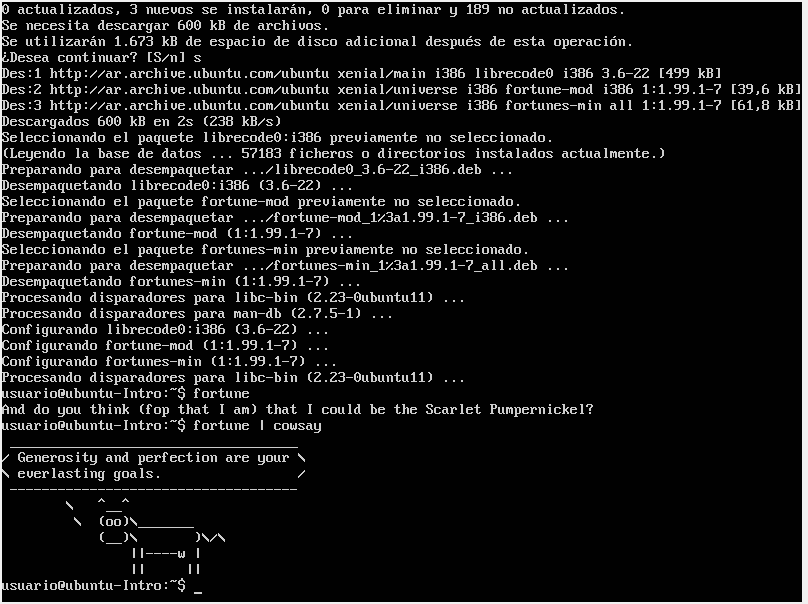 0 actualizados, 3 nuevos se instalarán, 0 para eliminar y 189 no actualizados.
Se necesita descargar 600 kB de archivos.
Se utilizarán 1.673 kB de espacio de disco adicional después de esta operación.
¿Desea continuar? [S/n] s
Des:1 http://ar.archive.ubuntu.com/ubuntu xenial/main i386 librecode0 i386 3.6-22 [499 kB]
Des:2 http://ar.archive.ubuntu.com/ubuntu xenial/universe i386 fortune-mod i386 1:1.99.1-7 [39,6 kB]
Des:3 http://ar.archive.ubuntu.com/ubuntu xenial/universe i386 fortunes-min all 1:1.99.1-7 [61,8 kB]
Descargados 600 kB en 2s (238 kB/s)
Seleccionando el paquete librecode0:i386 previamente no seleccionado.
(Leyendo la base de datos ... 57183 ficheros o directorios instalados actualmente.)
Preparando para desempaquetar .../librecode0_3.6-22_i386.deb ...
Desempaquetando librecode0:i386 (3.6-22) ...
Seleccionando el paquete fortune-mod previamente no seleccionado.
Preparando para desempaquetar .../fortune-mod_1%3a1.99.1-7_i386.deb ...
Desempaquetando fortune-mod (1:1.99.1-7) ...
Seleccionando el paquete fortunes-min previamente no seleccionado.
Preparando para desempaquetar .../fortunes-min_1%3a1.99.1-7_all.deb ...
Desempaquetando fortunes-min (1:1.99.1-7) ...
Procesando disparadores para libc-bin (2.23-0ubuntu11) ...
Procesando disparadores para man-db (2.7.5-1) ...
Configurando librecode0:i386 (3.6-22) ...
Configurando fortune-mod (1:1.99.1-7) ...
Configurando fortunes-min (1:1.99.1-7) ...
Procesando disparadores para libc-bin (2.23-0ubuntu11) ...
usuario@ubuntu-Intro:~$ fortune
And do you think (fop that I am) that I could be the Scarlet Pumpernickel?
usuario@ubuntu-Intro:~$ fortune | cowsay
 ____________________________________
/ Generosity and perfection are your \
\ everlasting goals.                 /
 ------------------------------------
        \   ^__^
         \  (oo)\_______
            (__)\       )\/\
                ||----w |
                ||     ||
usuario@ubuntu-Intro:~$ _